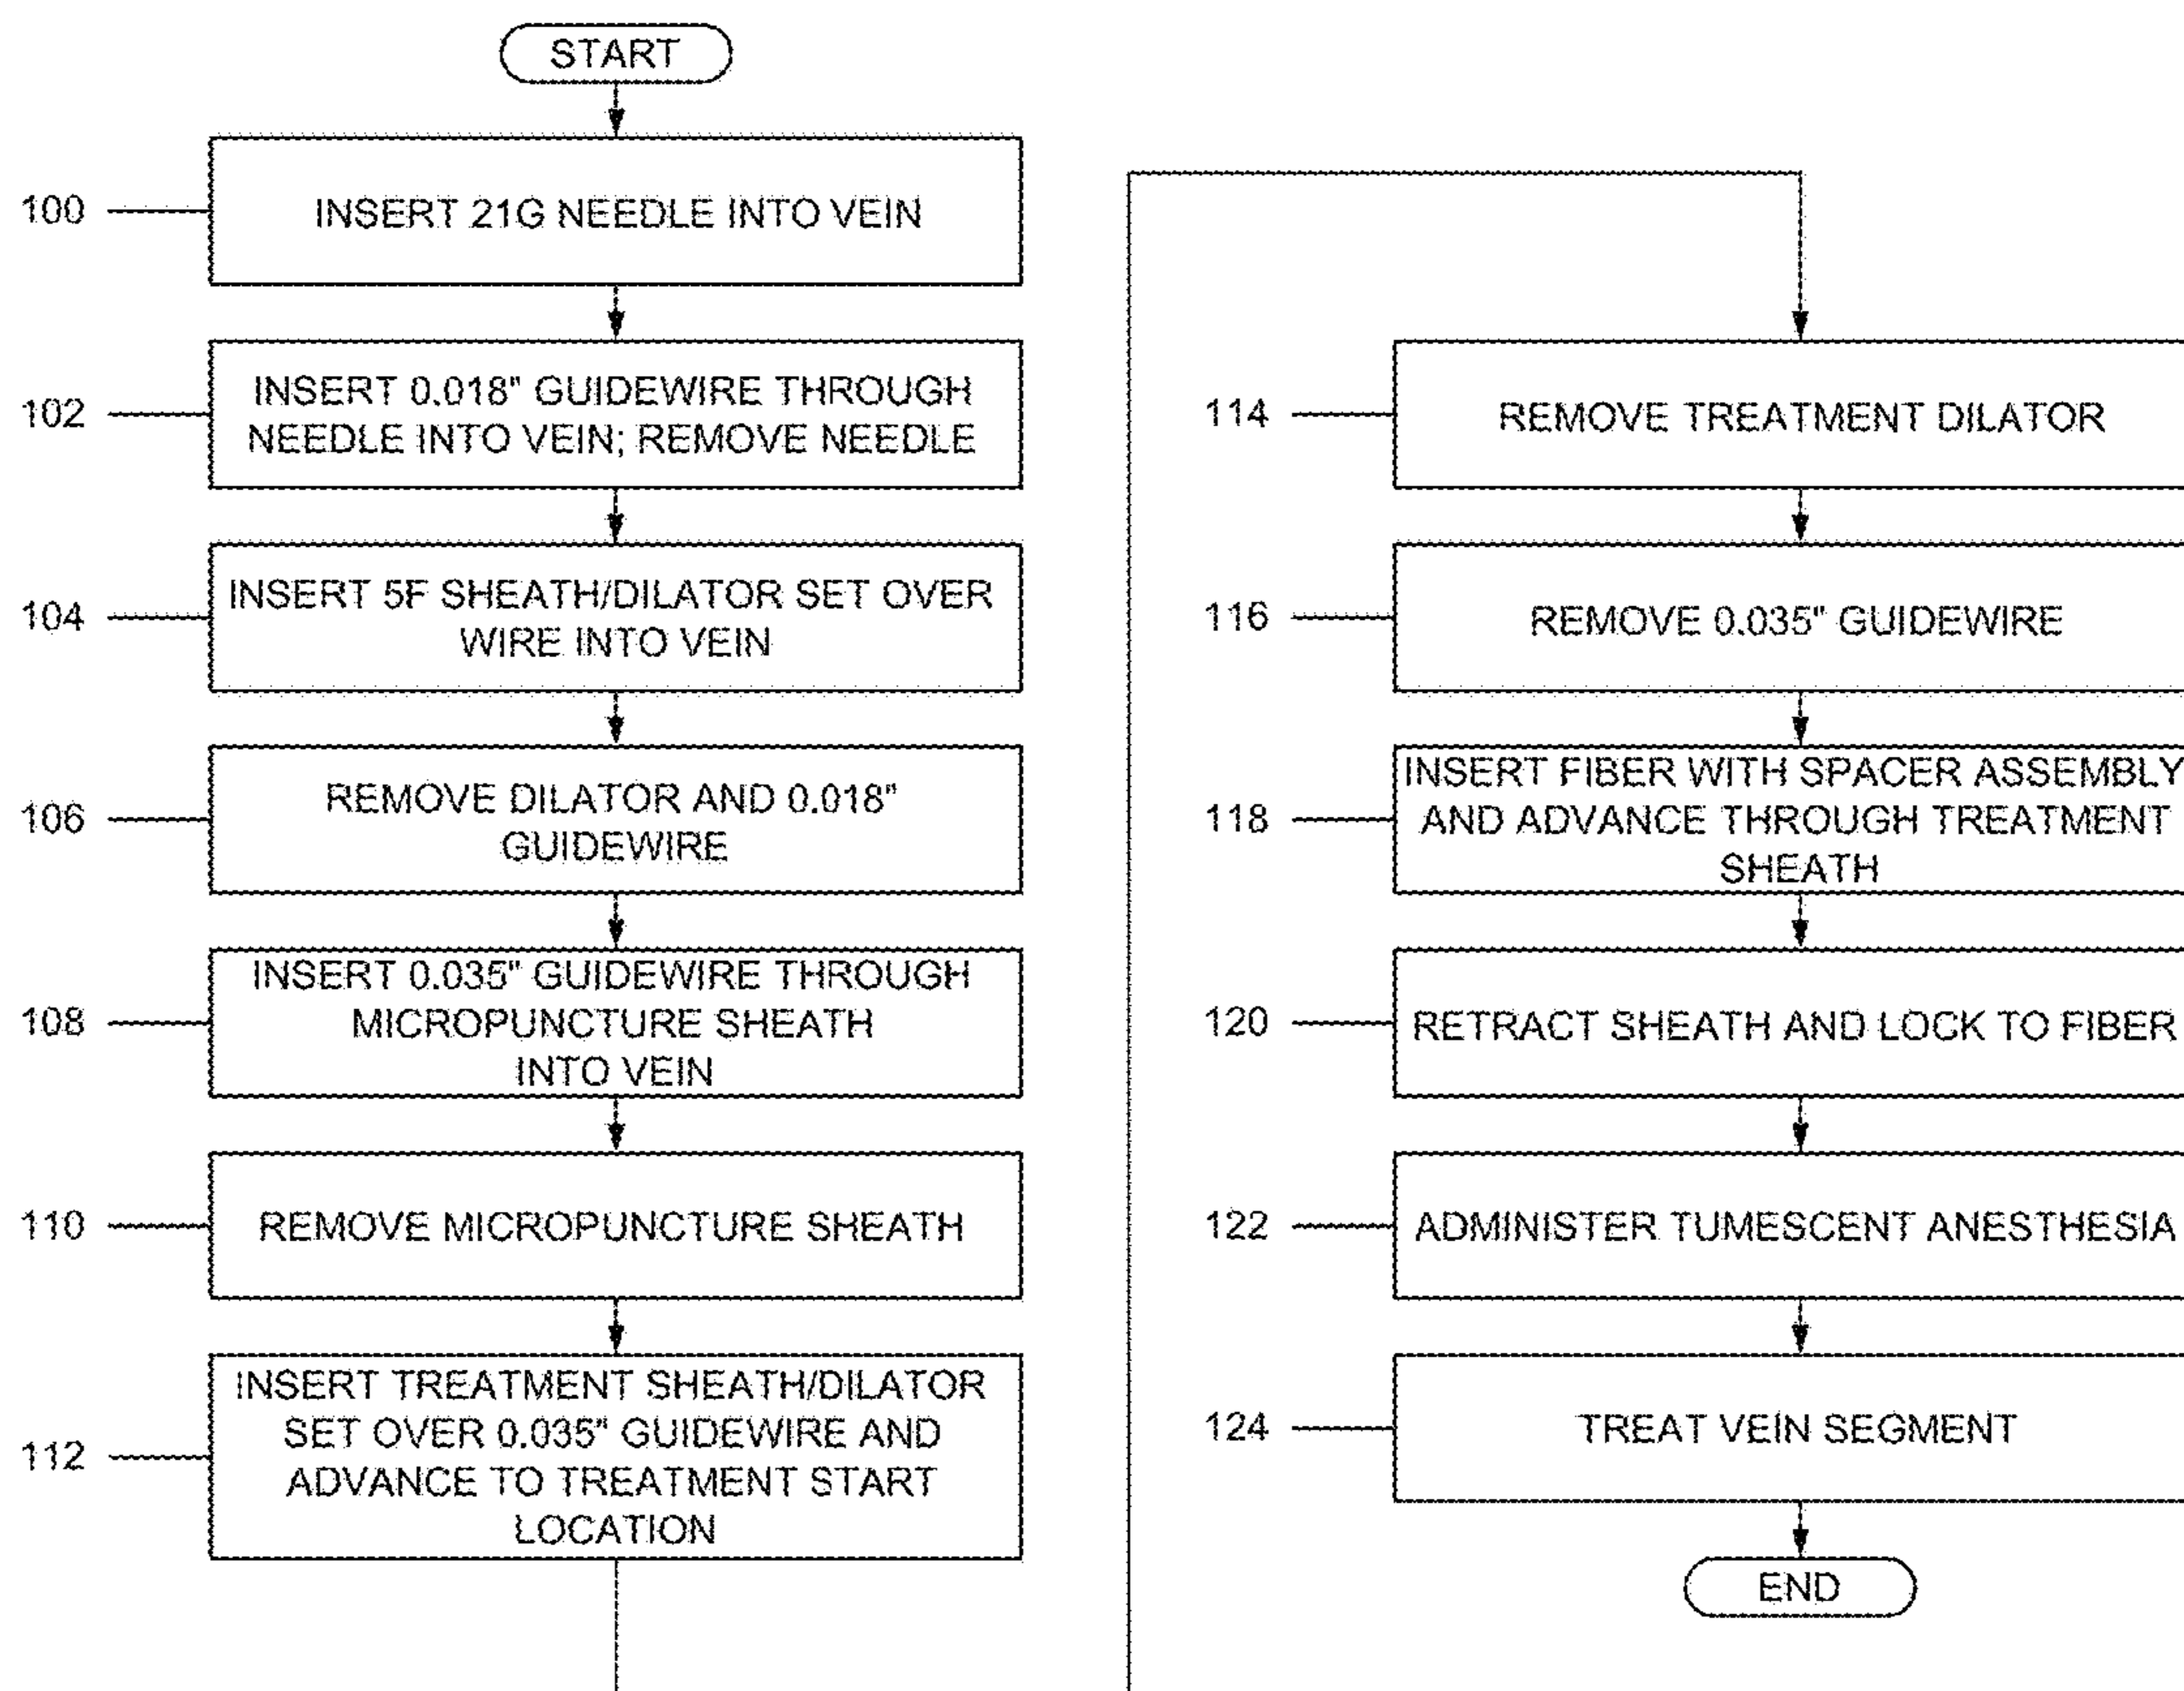 START
100
INSERT 21G NEEDLE INTO VEIN
102
INSERT 0.018" GUIDEWIRE THROUGH
NEEDLE INTO VEIN; REMOVE NEEDLE
104
INSERT 5F SHEATH/DILATOR SET OVER
WIRE INTO VEIN
106
REMOVE DILATOR AND 0.018"
GUIDEWIRE
108
INSERT 0.035" GUIDEWIRE THROUGH
MICROPUNCTURE SHEATH
INTO VEIN
110
REMOVE MICROPUNCTURE SHEATH
112
INSERT TREATMENT SHEATH/DILATOR
SET OVER 0.035" GUIDEWIRE AND
ADVANCE TO TREATMENT START
LOCATION
114
REMOVE TREATMENT DILATOR
116
REMOVE 0.035" GUIDEWIRE
118
INSERT FIBER WITH SPACER ASSEMBLY
AND ADVANCE THROUGH TREATMENT
SHEATH
120
RETRACT SHEATH AND LOCK TO FIBER
122
ADMINISTER TUMESCENT ANESTHESIA
124
TREAT VEIN SEGMENT
END